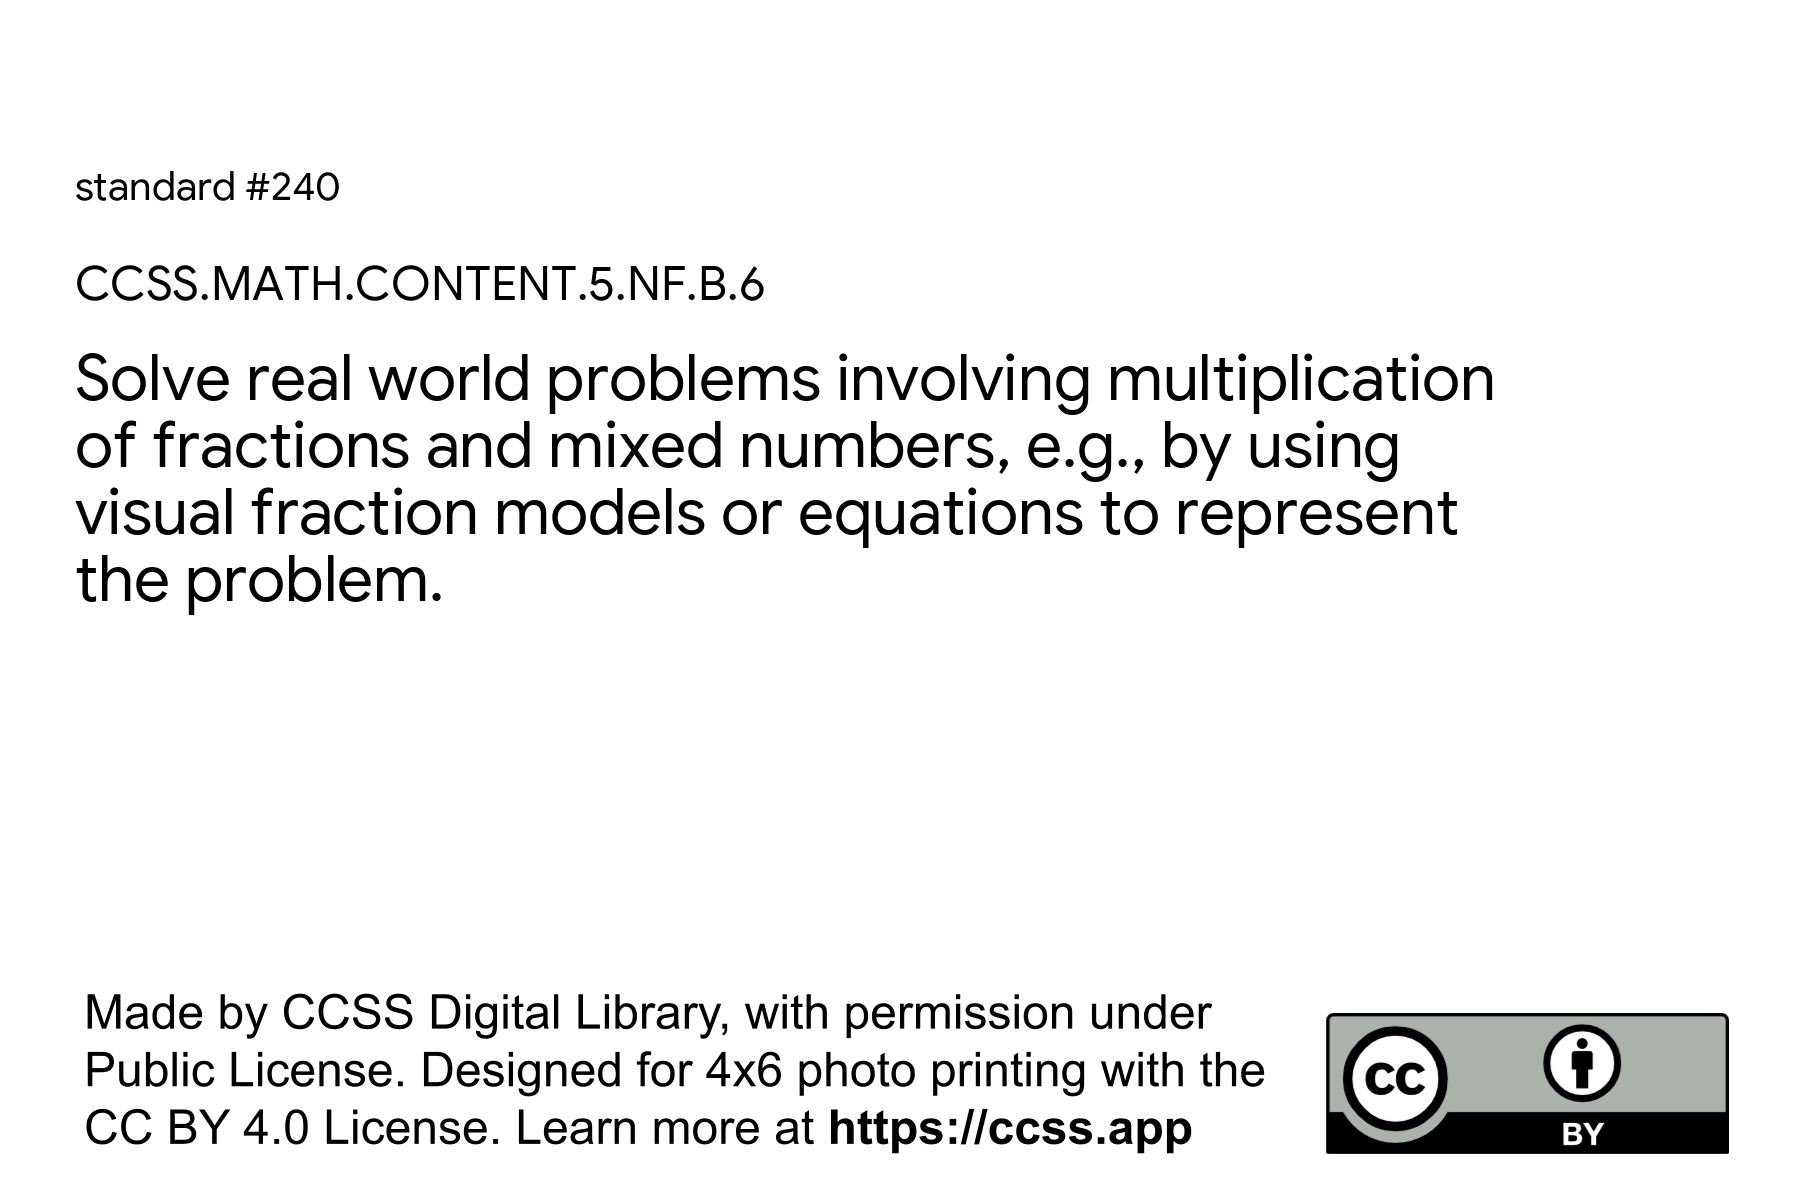 standard #240
CCSS.MATH.CONTENT.5.NF.B.6
Solve real world problems involving multiplication
of fractions and mixed numbers, e.g., by using
visual fraction models or equations to represent
the problem.
Made by CCSS Digital Library, with permission under
Public License. Designed for 4x6 photo printing with the
CC BY 4.0 License. Learn more at https://ccss.app
CC
BY